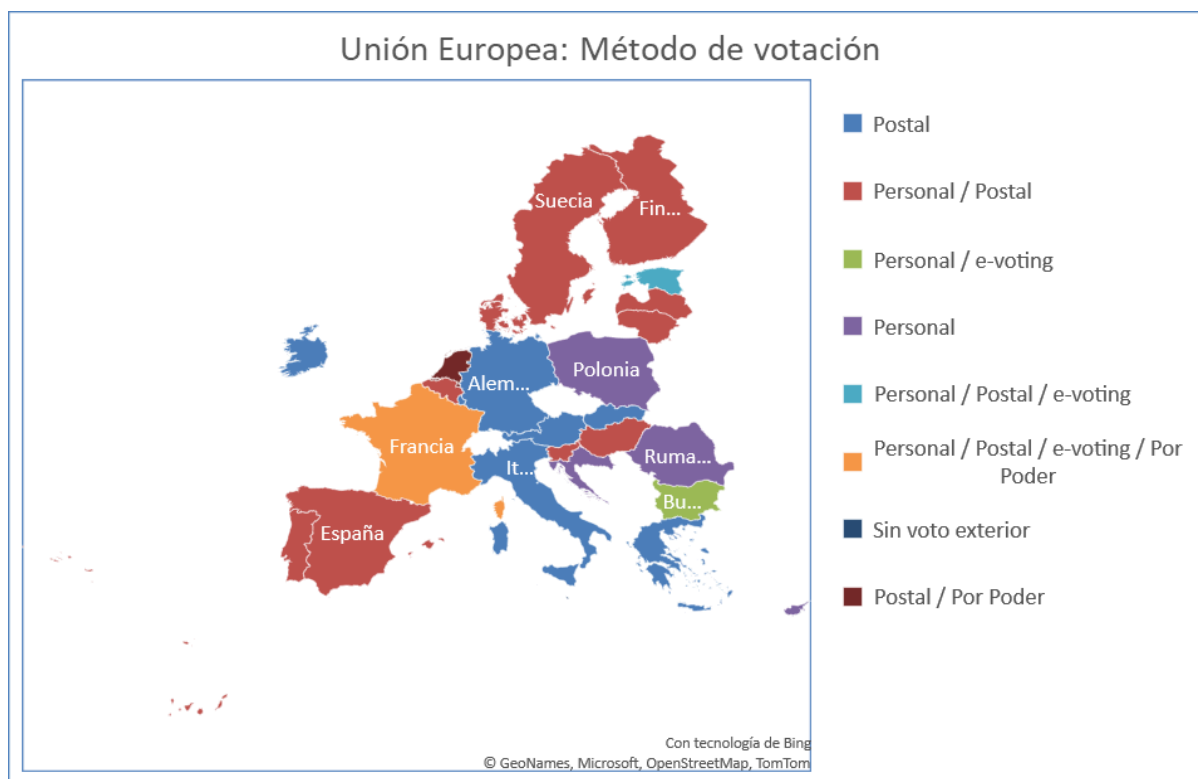 Unión Europea: Método de votación
Postal
Personal / Postal
Personal / e-voting
Personal
Personal / Postal / e-voting
Personal / Postal / e-voting / Por
Poder
Sin voto exterior
Postal / Por Poder
Suecia
Fin...
Polonia
Alem...
Francia
It...
Ruma...
Bu...
España
Con tecnología de Bing
© GeoNames, Microsoft, OpenStreetMap, TomTom